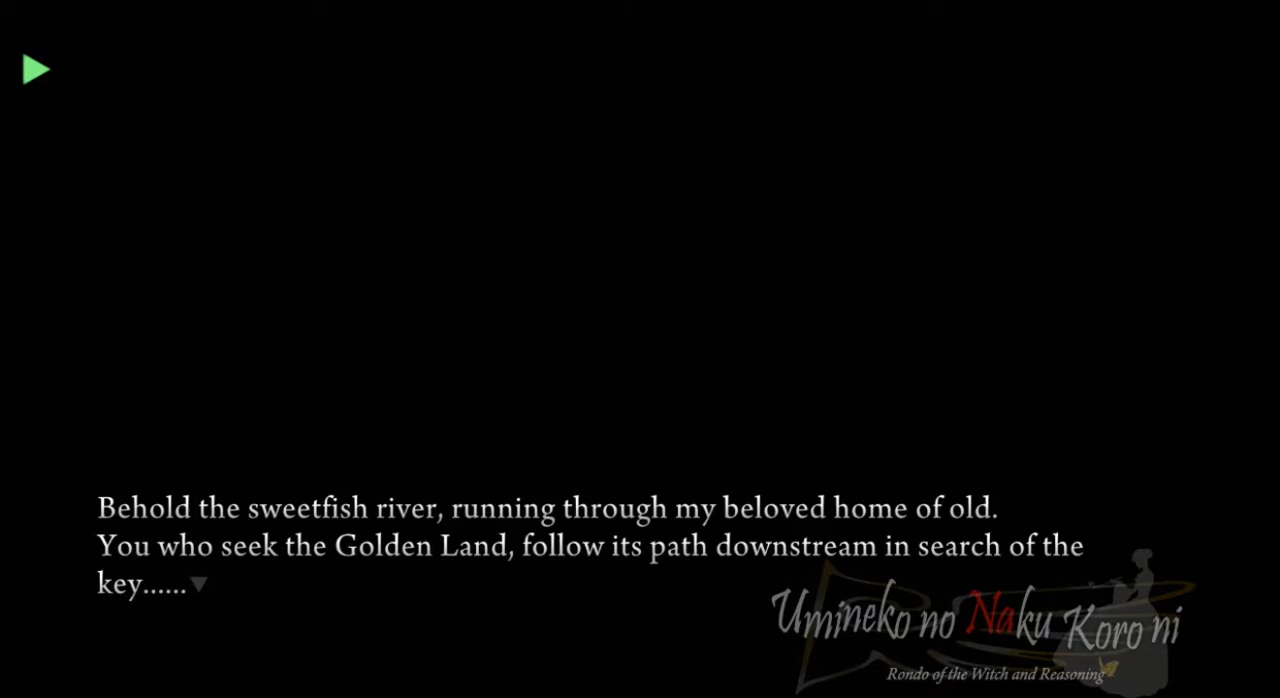 Behold the sweetfish river, running through my beloved home of old.
You who seek the Golden Land, follow its path downstream in search of the
key......
Umineko no Naku Koro ni
Rondo of the Witch and Reasoning